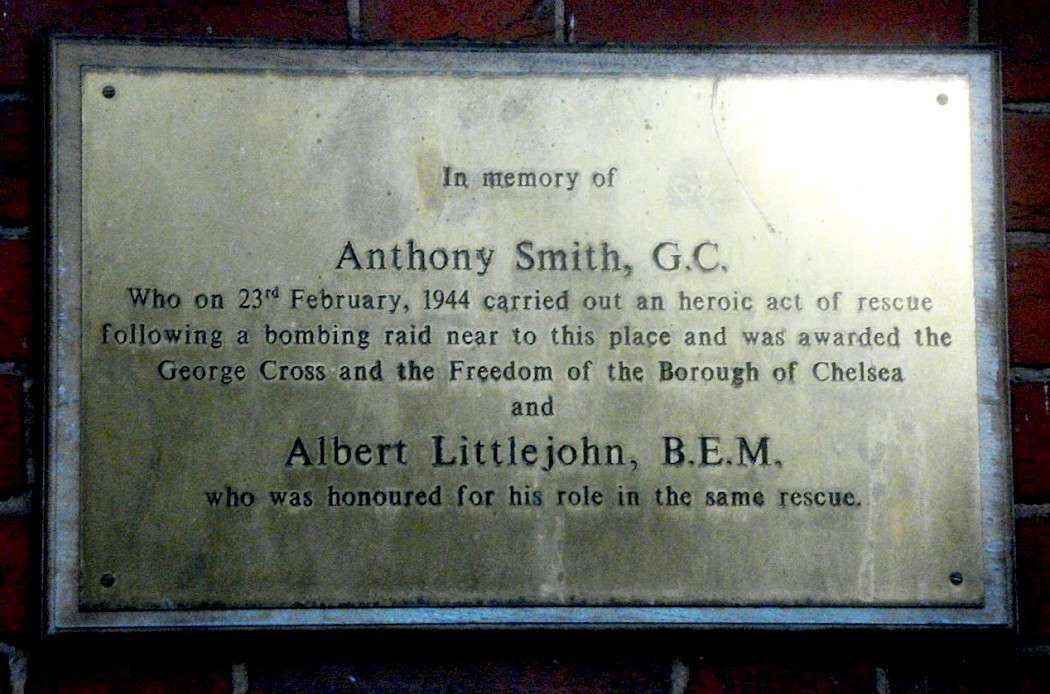 In memory of
Anthony Smith, G.C.
Who on 23rd February, 1944 carried out an heroic act of rescue
following a bombing raid near to this place and was awarded the
George Cross and the Freedom of the Borough of Chelsea
and
Albert Littlejohn, B.E.M.
who was honoured for his role in the same rescue.